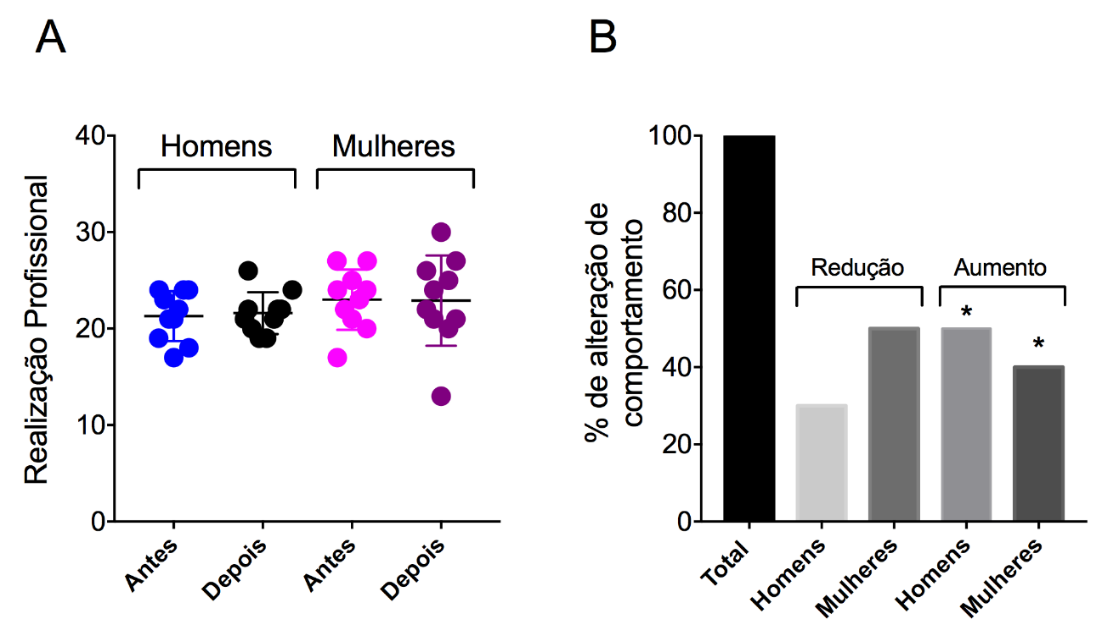 A
Realização Profissional
40
30
20
10
0
Homens
Mulheres
Antes
Depois
Antes
Depois
B
% de alteração de
comportamento
100
80
60
40
20
0
Redução
Aumento
*
*
Total
Homens
Mulheres
Homens
Mulheres